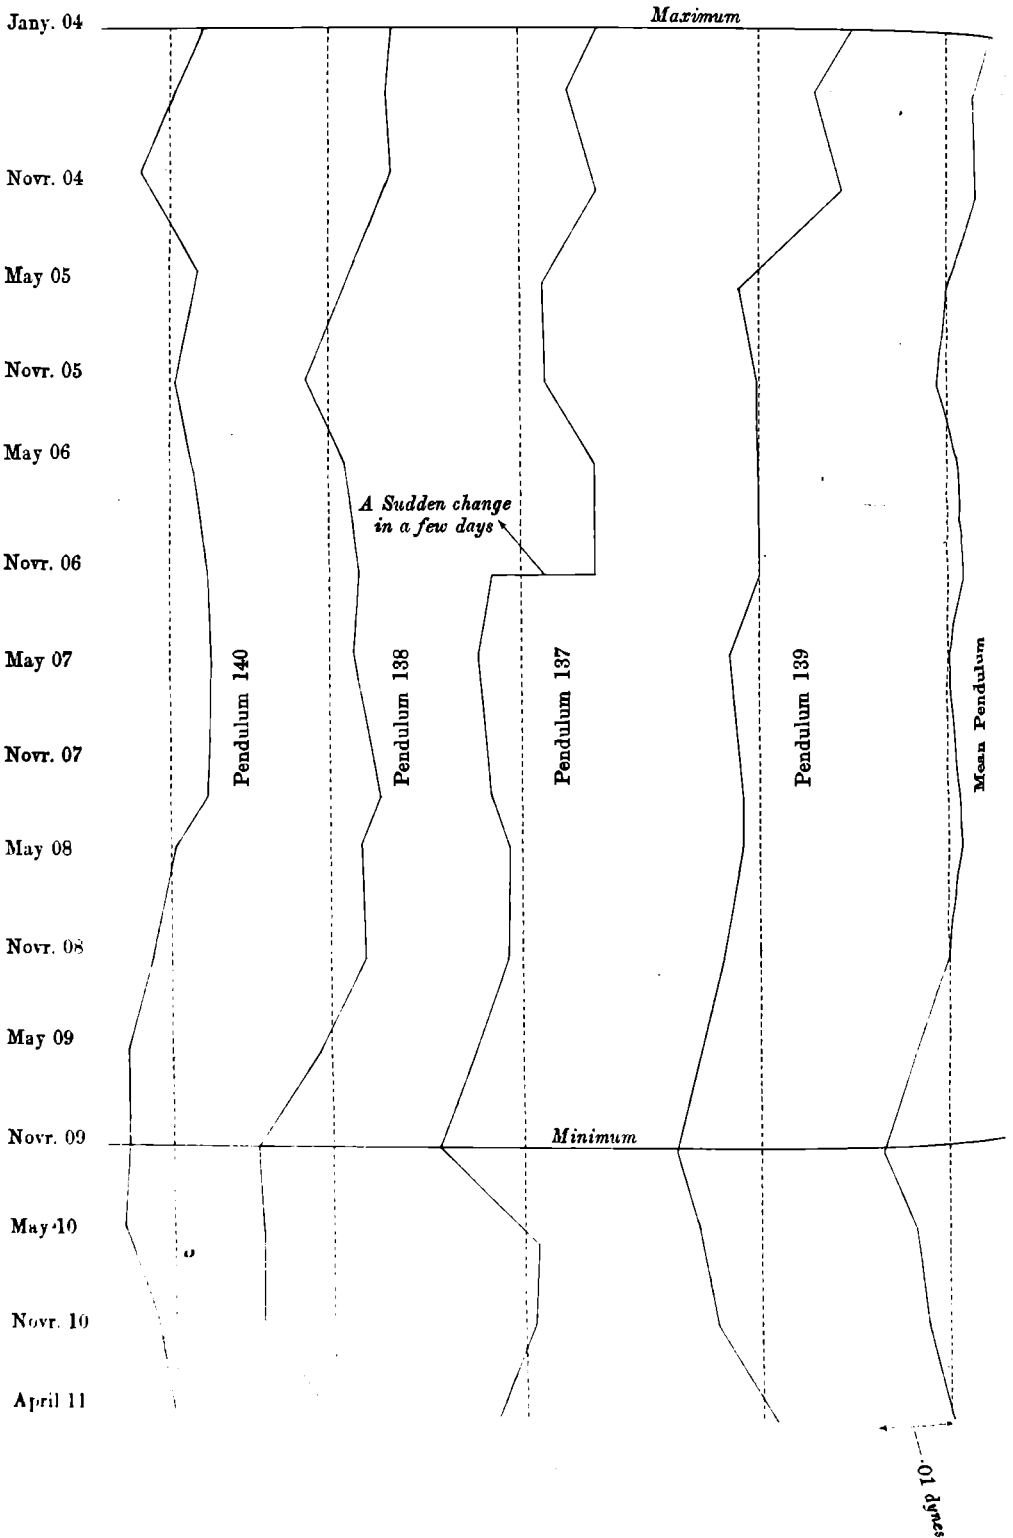 Jany. 04
Maximum
Novr. 04
May 05
Novr. 05
May 06
A Sudden change
in a few days
Novr. 06
May 07
Pendulum 140
Pendulum 138
Pendulum 137
Pendulum 139
Mean Pendulum
Novr. 07
May 08
Novr. 08
May 09
Novr. 09
Minimum
May 10
Novr. 10
April 11
.01 dynes